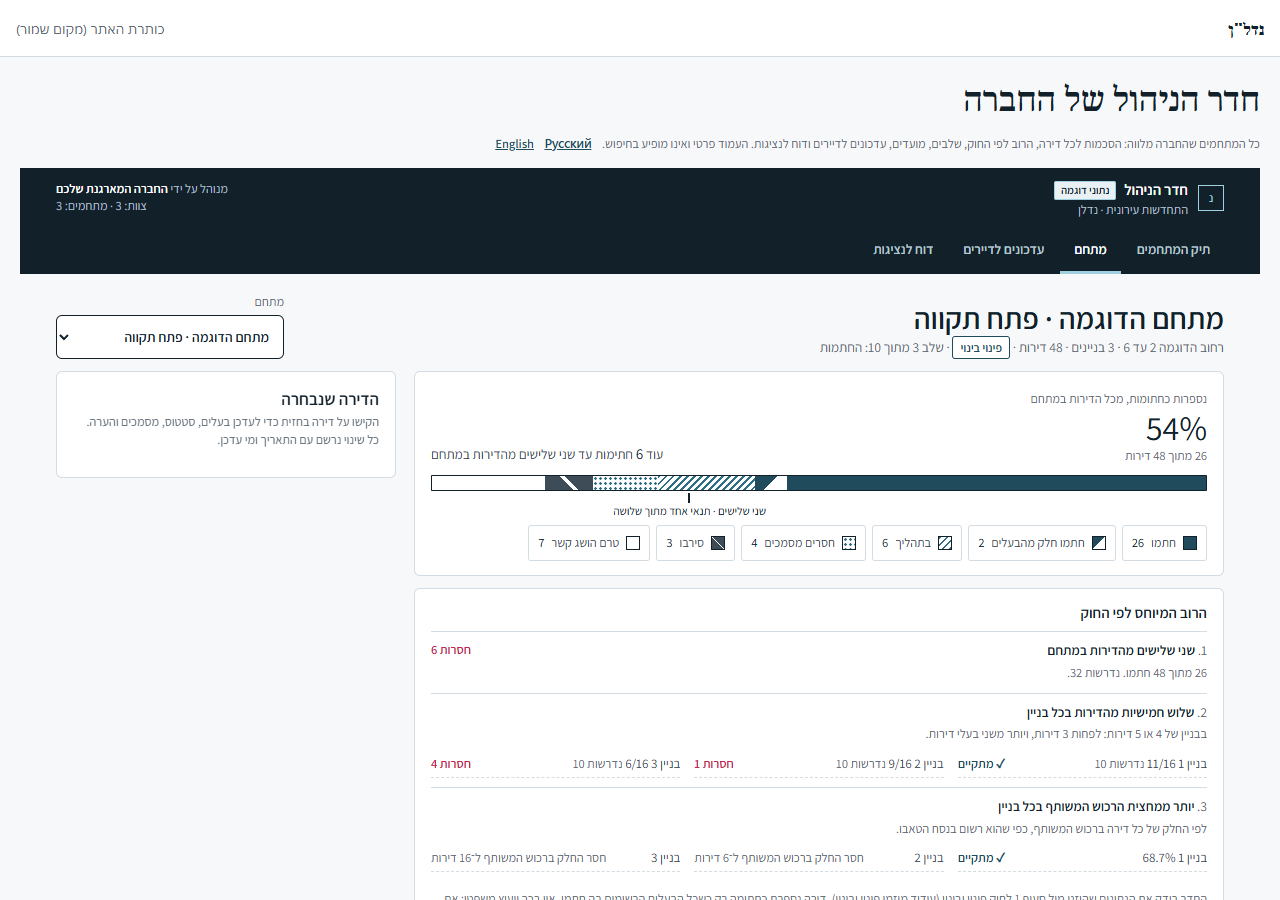 נדל"ן
כותרת האתר (מקום שמור)
חדר הניהול של החברה
כל המתחמים שהחברה מלווה: הסכמות לכל דירה, הרוב לפי החוק, שלבים, מועדים, עדכונים לדיירים ודוח לנציגות. העמוד פרטי ואינו מופיע בחיפוש. Русский English
נ
חדר הניהול נתוני דוגמה
התחדשות עירונית · נדלן
מנוהל על ידי החברה המארגנת שלכם
צוות: 3 · מתחמים: 3
תיק המתחמים מתחם עדכונים לדיירים דוח לנציגות
מתחם הדוגמה · פתח תקווה
רחוב הדוגמה 2 עד 6 · 3 בניינים · 48 דירות · פינוי בינוי · שלב 3 מתוך 10: החתמות
מתחם
מתחם הדוגמה · פתח תקווה
נספרות כחתומות, מכל הדירות במתחם
54%
26 מתוך 48 דירות
עוד 6 חתימות עד שני שלישים מהדירות במתחם
שני שלישים · תנאי אחד מתוך שלושה
חתמו 26
חתמו חלק מהבעלים 2
בתהליך 6
חסרים מסמכים 4
סירבו 3
טרם הושג קשר 7
הדירה שנבחרה
הקישו על דירה בחזית כדי לעדכן בעלים, סטטוס, מסמכים והערה.
כל שינוי נרשם עם התאריך ומי עדכן.
הרוב המיוחס לפי החוק
1. שני שלישים מהדירות במתחם חסרות 6
26 מתוך 48 חתמו. נדרשות 32.
2. שלוש חמישיות מהדירות בכל בניין
בבניין של 4 או 5 דירות: לפחות 3 דירות, ויותר משני בעלי דירות.
בניין 1 11/16 נדרשות 10 ✓ מתקיים
בניין 2 9/16 נדרשות 10 חסרות 1
בניין 3 6/16 נדרשות 10 חסרות 4
3. יותר ממחצית הרכוש המשותף בכל בניין
לפי החלק של כל דירה ברכוש המשותף, כפי שהוא רשום בנסח הטאבו.
בניין 1 68.7% ✓ מתקיים
בניין 2 חסר החלק ברכוש המשותף ל־6 דירות
בניין 3 חסר החלק ברכוש המשותף ל־16 דירות